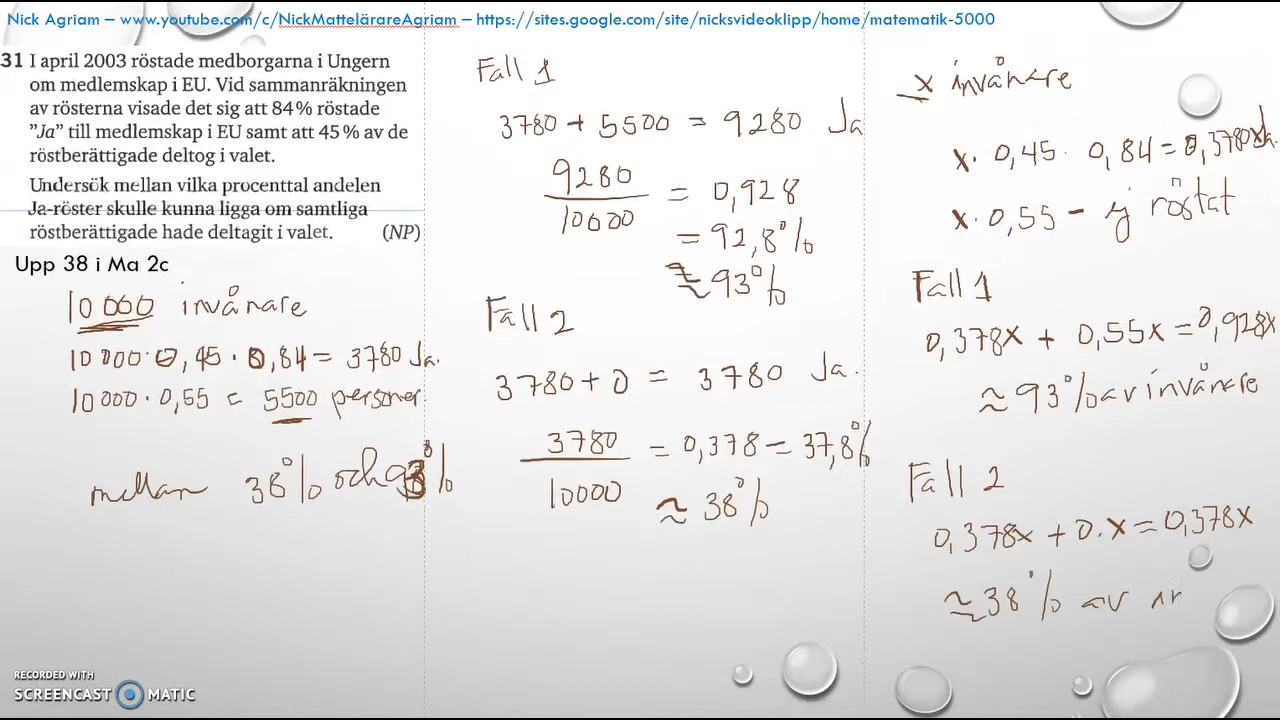 Nick Agriam – www.youtube.com/c/NickMattelärareAgriam – https://sites.google.com/site/nicksvideoklipp/home/matematik-5000
31 I april 2003 röstade medborgarna i Ungern
om medlemskap i EU. Vid sammanräkningen
av rösterna visade det sig att 84 % röstade
"Ja" till medlemskap i EU samt att 45 % av de
röstberättigade deltog i valet.
Undersök mellan vilka procenttal andelen
Ja-röster skulle kunna ligga om samtliga
röstberättigade hade deltagit i valet. (NP)
Upp 38 i Ma 2c
10 000 invånare
10 000 · 0,45 · 0,84 = 3780 Ja.
10 000 · 0,55 = 5500 personer.
mellan 38% och 93%
Fall 1
3780 + 5500 = 9280 Ja
9280
10000
= 0,928
= 92,8%
≈ 93%
Fall 2
3780 + 0 = 3780 Ja.
3780
10000
= 0,378 = 37,8%
≈ 38%
x invånare
x · 0,45 · 0,84 = 0,378x Ja.
x · 0,55 – ej röstat
Fall 1
0,378x + 0,55x = 0,928x
≈ 93% av invånare
Fall 2
0,378x + 0.x = 0,378x
≈ 38% av
RECORDED WITH
SCREENCAST MATIC